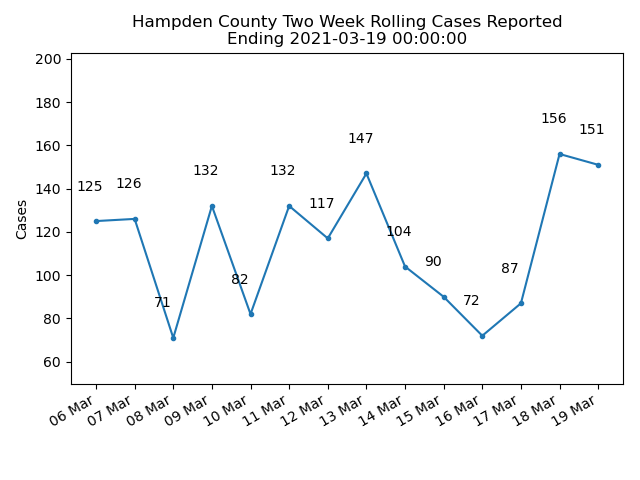 Hampden County Two Week Rolling Cases Reported
Ending 2021-03-19 00:00:00
Cases
200
180
160
140
120
100
80
60
125
126
71
132
82
132
117
147
104
90
72
87
156
151
06 Mar
07 Mar
08 Mar
09 Mar
10 Mar
11 Mar
12 Mar
13 Mar
14 Mar
15 Mar
16 Mar
17 Mar
18 Mar
19 Mar